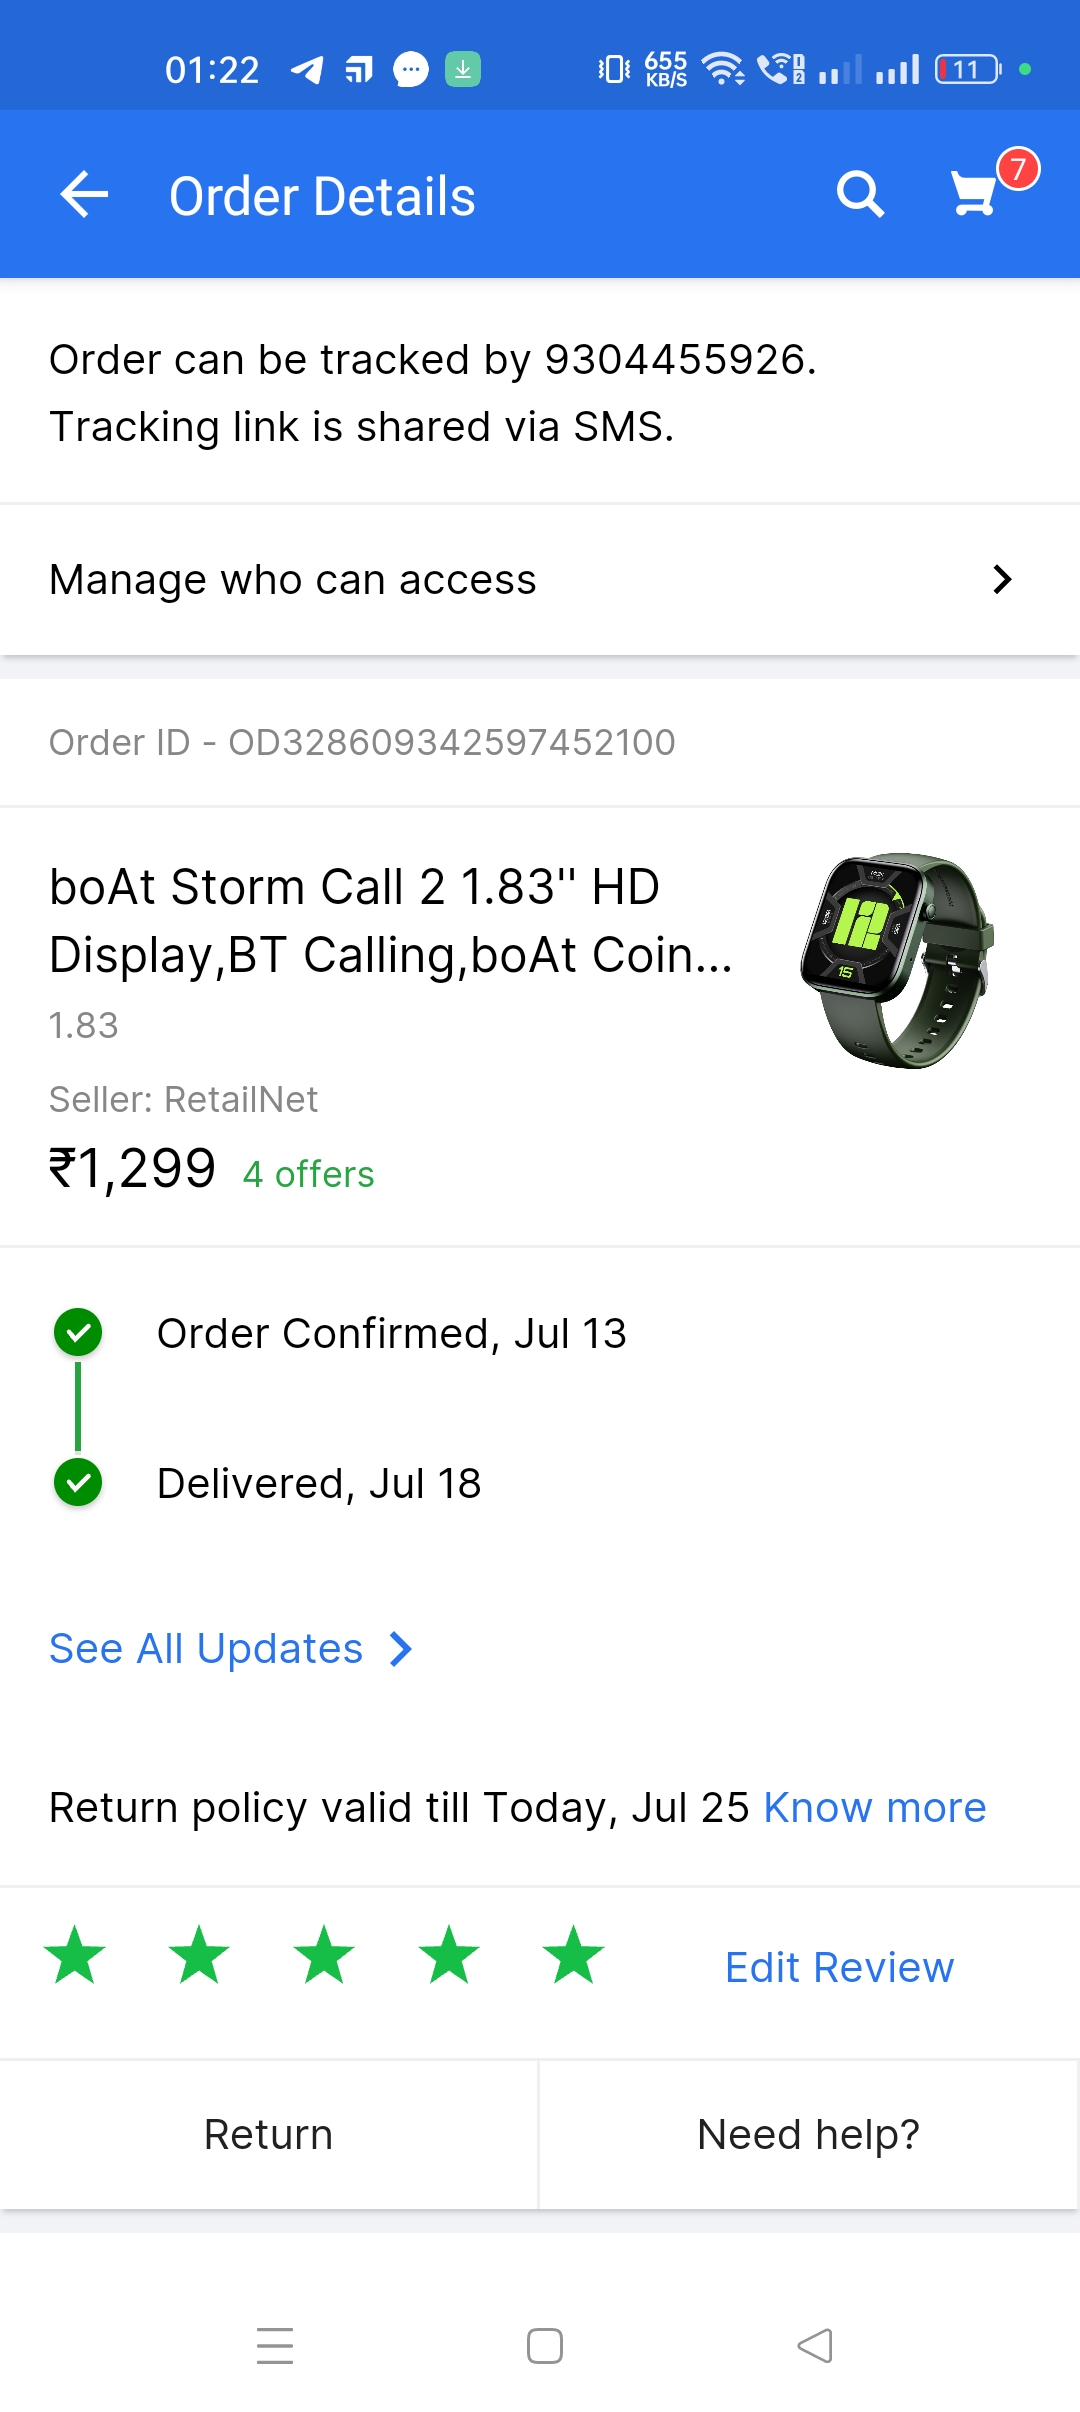 01:22
655
KB/S
11
Order Details
7
Order can be tracked by 9304455926.
Tracking link is shared via SMS.
Manage who can access
Order ID - OD328609342597452100
boAt Storm Call 2 1.83" HD
Display,BT Calling,boAt Coin...
1.83
Seller: RetailNet
₹1,299 4 offers
Order Confirmed, Jul 13
Delivered, Jul 18
See All Updates
Return policy valid till Today, Jul 25 Know more
Edit Review
Return
Need help?